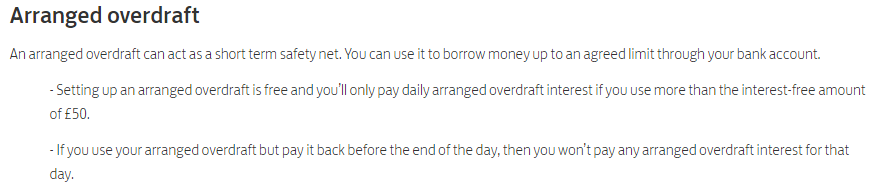 Arranged overdraft
An arranged overdraft can act as a short term safety net. You can use it to borrow money up to an agreed limit through your bank account.
- Setting up an arranged overdraft is free and you'll only pay daily arranged overdraft interest if you use more than the interest-free amount
of £50.
- If you use your arranged overdraft but pay it back before the end of the day, then you won't pay any arranged overdraft interest for that
day.